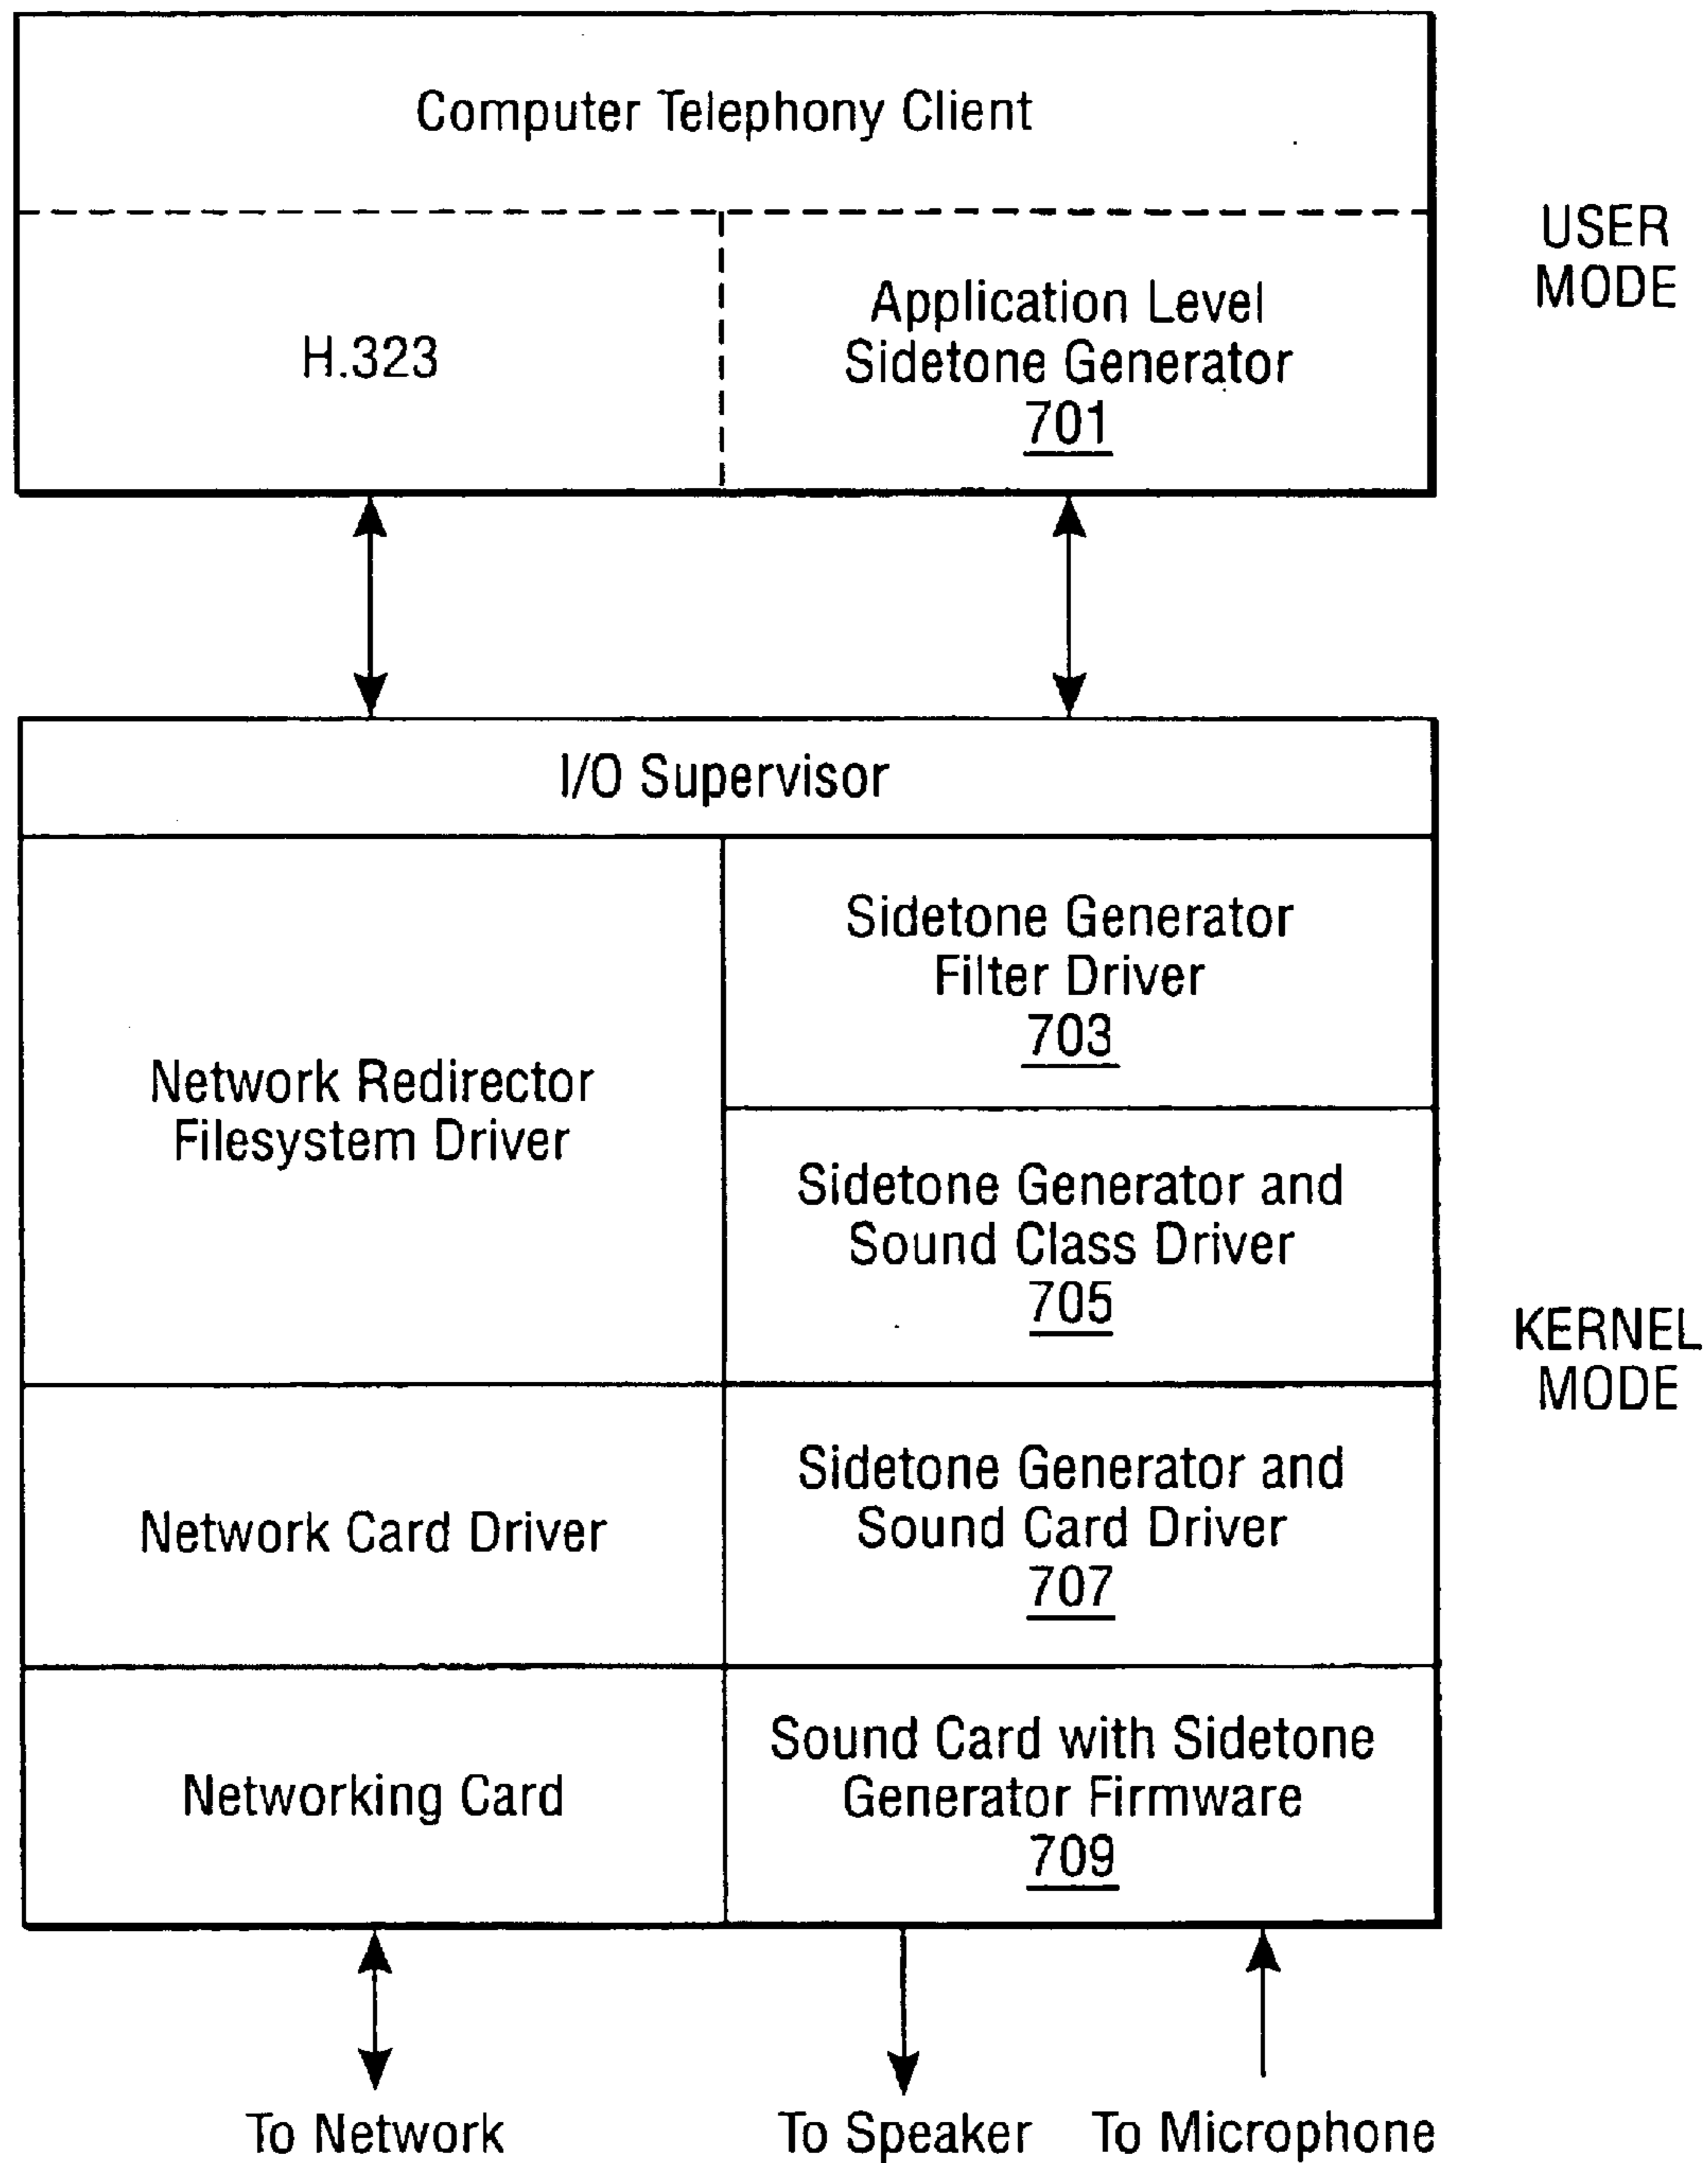 Computer Telephony Client
USER
MODE
H.323
Application Level
Sidetone Generator
701
I/O Supervisor
Network Redirector
Filesystem Driver
Sidetone Generator
Filter Driver
703
Sidetone Generator and
Sound Class Driver
705
KERNEL
MODE
Network Card Driver
Sidetone Generator and
Sound Card Driver
707
Networking Card
Sound Card with Sidetone
Generator Firmware
709
To Network
To Speaker
To Microphone